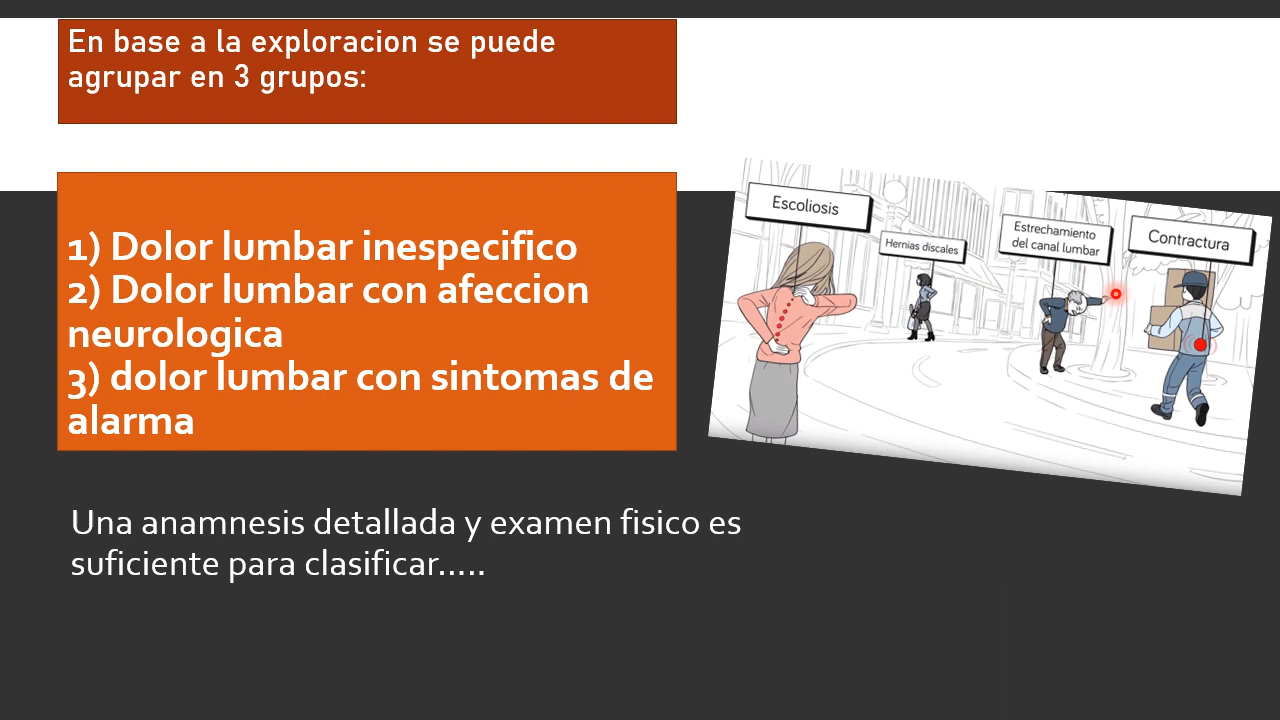 En base a la exploracion se puede
agrupar en 3 grupos:
1) Dolor lumbar inespecifico
2) Dolor lumbar con afeccion
neurologica
3) dolor lumbar con sintomas de
alarma
Escoliosis
Hernias discales
Estrechamiento
del canal lumbar
Contractura
Una anamnesis detallada y examen fisico es
suficiente para clasificar.....